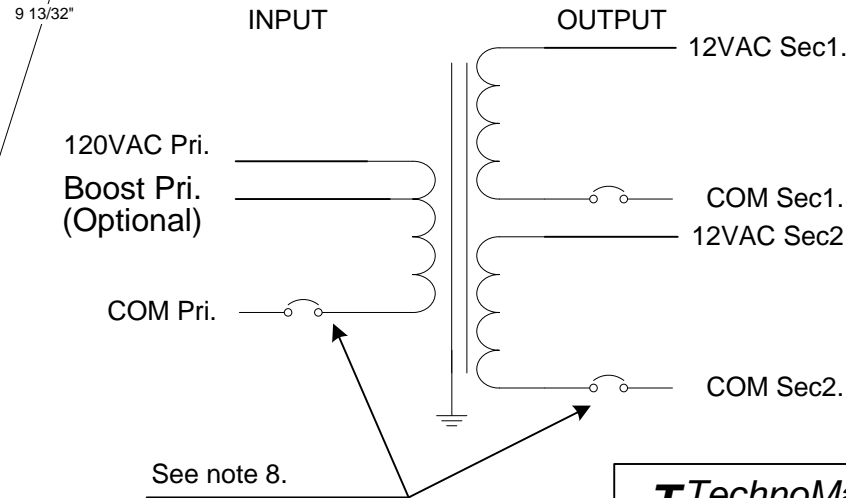 9 13/32"
INPUT
OUTPUT
12VAC Sec1.
120VAC Pri.
Boost Pri.
(Optional)
COM Sec1.
12VAC Sec2
COM Pri.
COM Sec2.
See note 8.